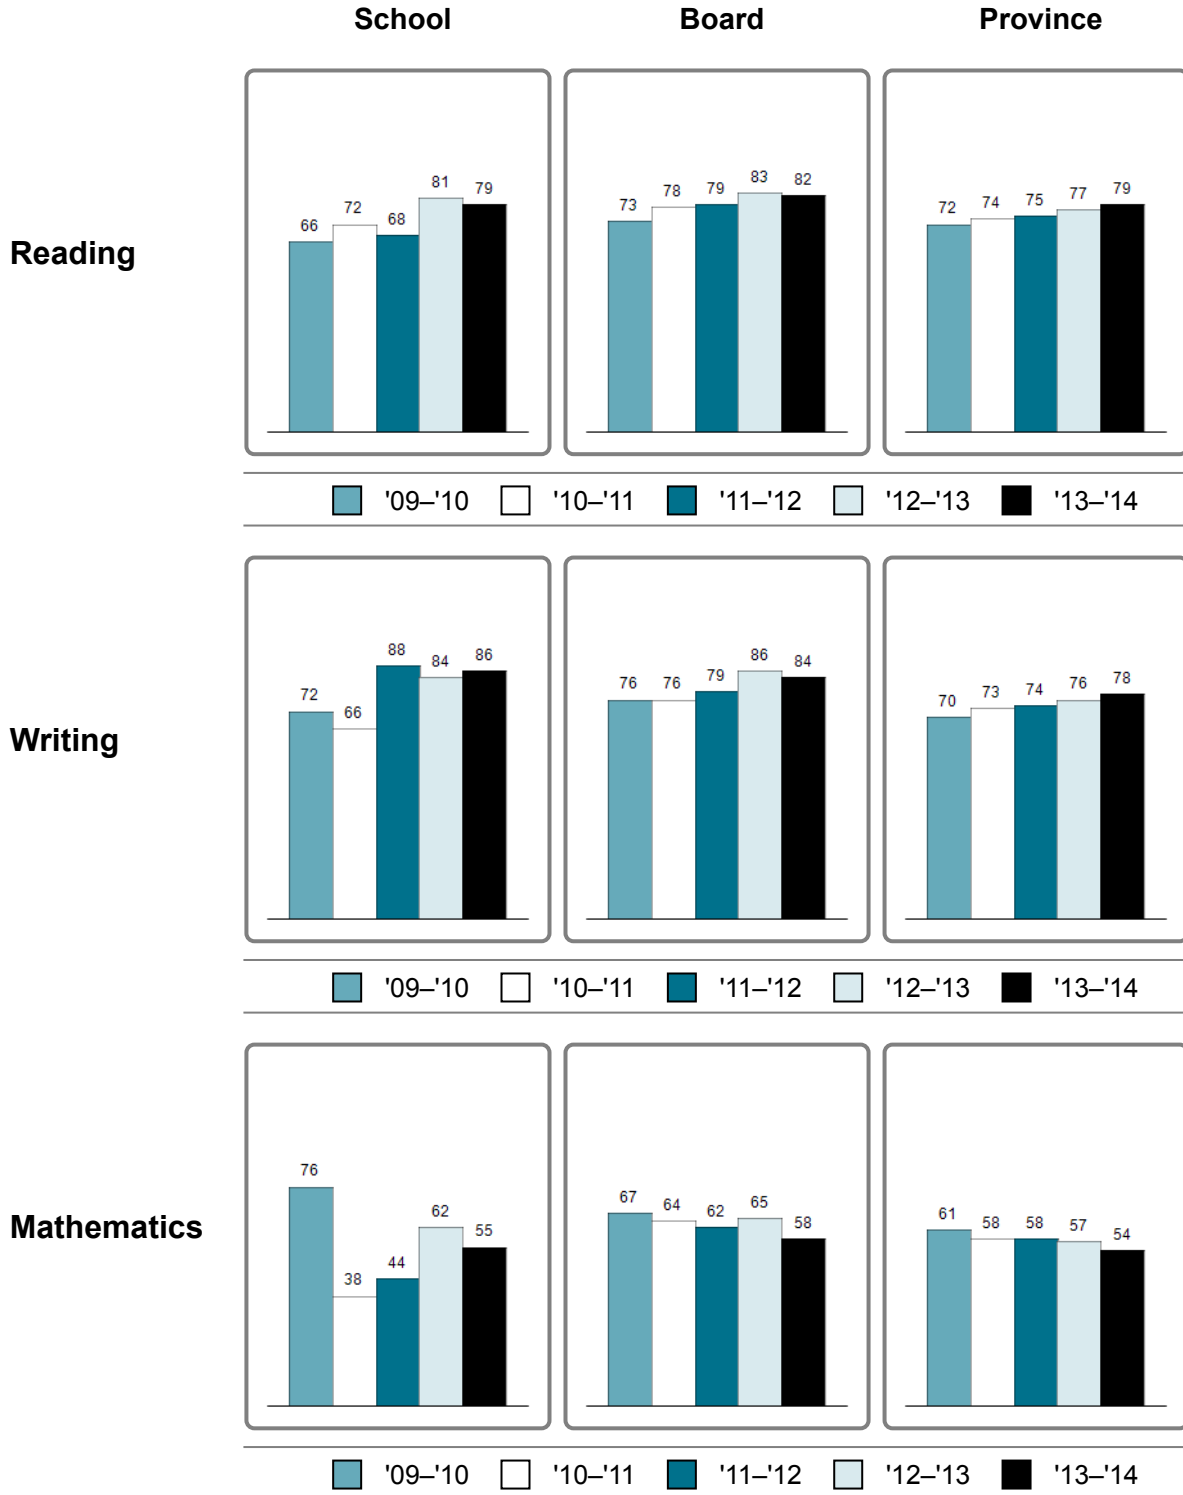 School Board Province
Reading
66 72 68 81 79
73 78 79 83 82
72 74 75 77 79
'09–'10 '10–'11 '11–'12 '12–'13 '13–'14
Writing
72 66 88 84 86
76 76 79 86 84
70 73 74 76 78
'09–'10 '10–'11 '11–'12 '12–'13 '13–'14
Mathematics
76 38 44 62 55
67 64 62 65 58
61 58 58 57 54
'09–'10 '10–'11 '11–'12 '12–'13 '13–'14